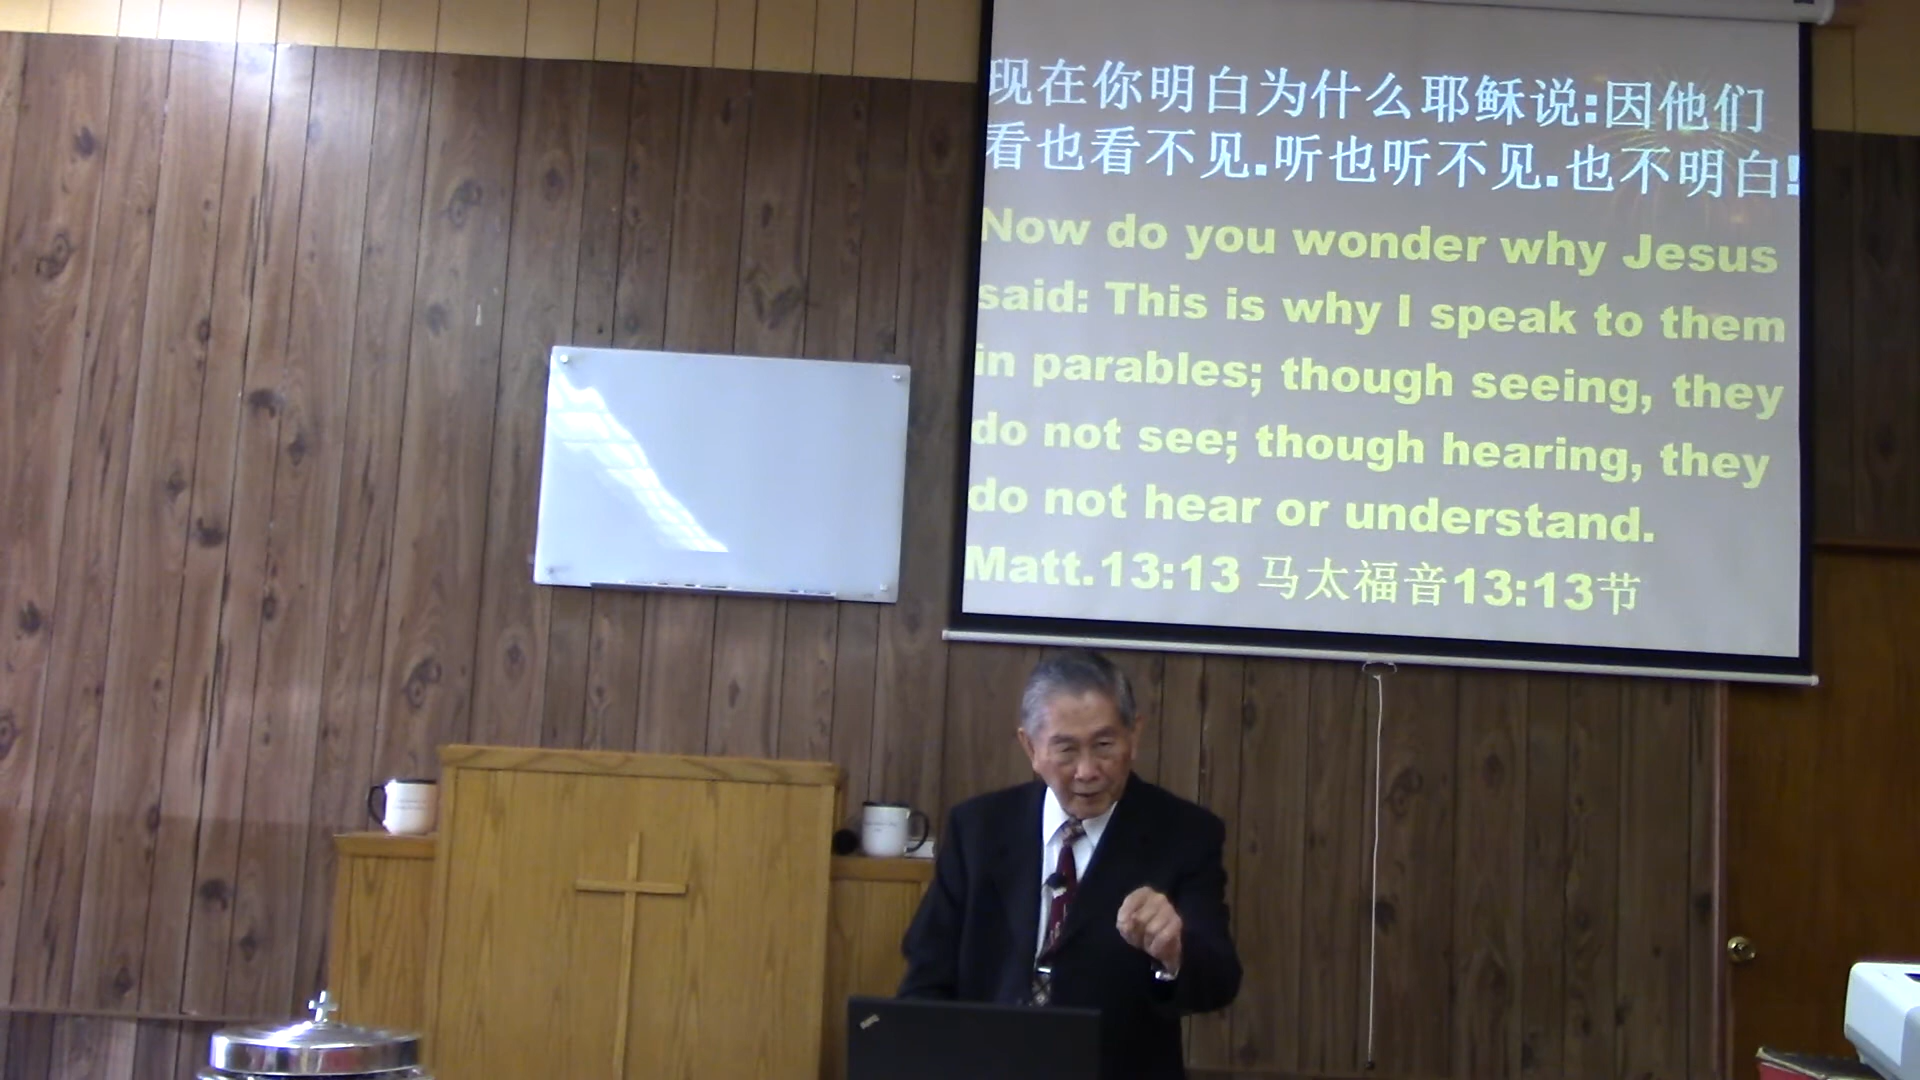 现在你明白为什么耶稣说:因他们
看也看不见.听也听不见.也不明白!
Now do you wonder why Jesus
said: This is why I speak to them
in parables; though seeing, they
do not see; though hearing, they
do not hear or understand.
Matt.13:13 马太福音13:13节